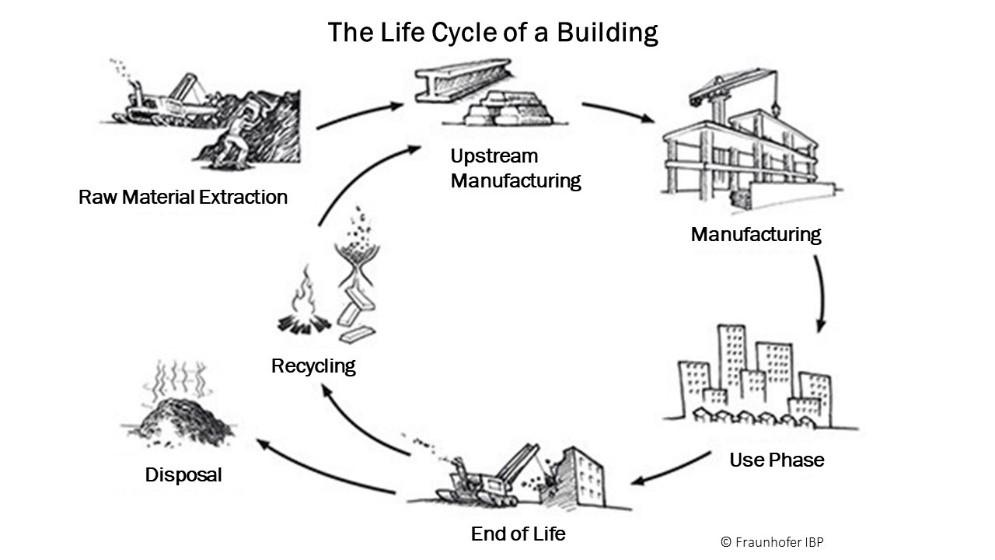 The Life Cycle of a Building
Raw Material Extraction
Upstream
Manufacturing
Manufacturing
Recycling
Disposal
Use Phase
End of Life
© Fraunhofer IBP